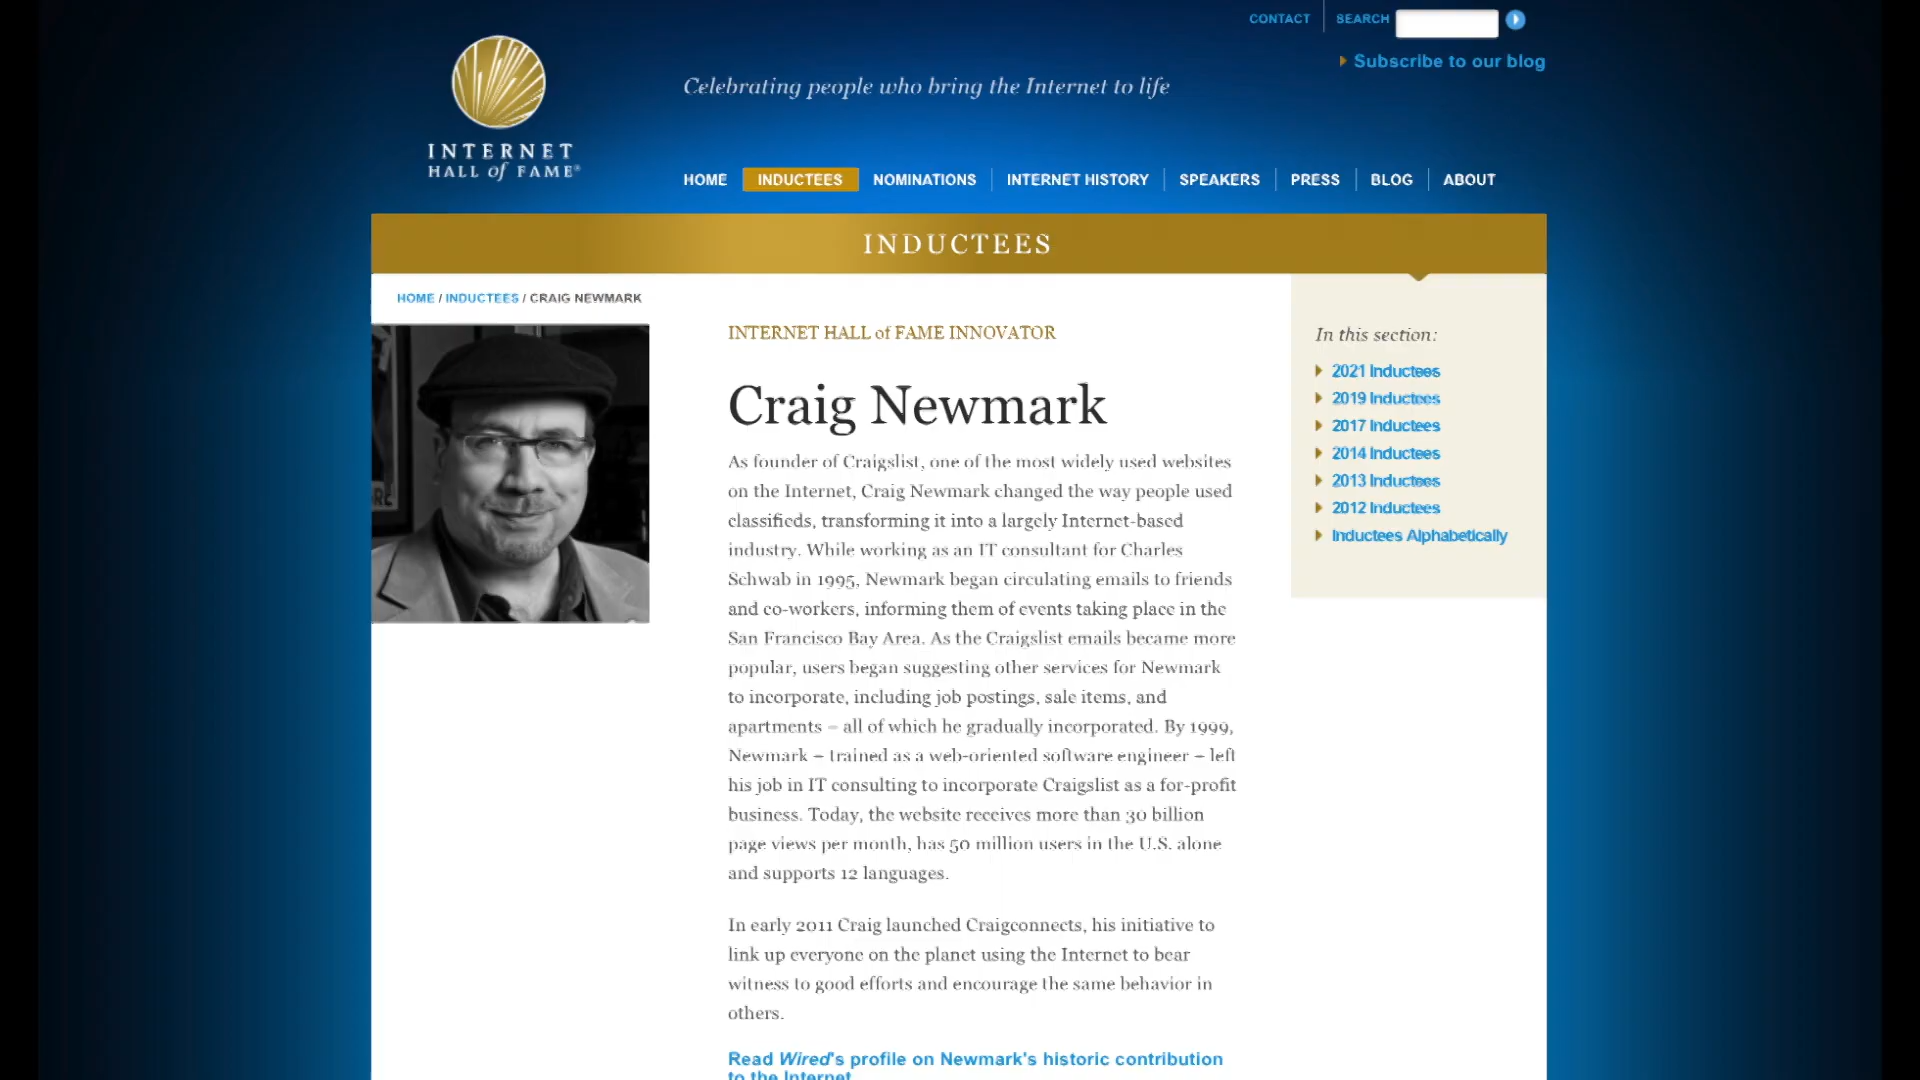 CONTACT
SEARCH
Subscribe to our blog
Celebrating people who bring the Internet to life
INTERNET
HALL of FAME®
HOME
INDUCTEES
NOMINATIONS
INTERNET HISTORY
SPEAKERS
PRESS
BLOG
ABOUT
INDUCTEES
HOME / INDUCTEES / CRAIG NEWMARK
INTERNET HALL of FAME INNOVATOR
Craig Newmark
As founder of Craigslist, one of the most widely used websites
on the Internet, Craig Newmark changed the way people used
classifieds, transforming it into a largely Internet-based
industry. While working as an IT consultant for Charles
Schwab in 1995, Newmark began circulating emails to friends
and co-workers, informing them of events taking place in the
San Francisco Bay Area. As the Craigslist emails became more
popular, users began suggesting other services for Newmark
to incorporate, including job postings, sale items, and
apartments – all of which he gradually incorporated. By 1999,
Newmark – trained as a web-oriented software engineer – left
his job in IT consulting to incorporate Craigslist as a for-profit
business. Today, the website receives more than 30 billion
page views per month, has 50 million users in the U.S. alone
and supports 12 languages.
In early 2011 Craig launched Craigconnects, his initiative to
link up everyone on the planet using the Internet to bear
witness to good efforts and encourage the same behavior in
others.
Read Wired's profile on Newmark's historic contribution
to the Internet
In this section:
2021 Inductees
2019 Inductees
2017 Inductees
2014 Inductees
2013 Inductees
2012 Inductees
Inductees Alphabetically